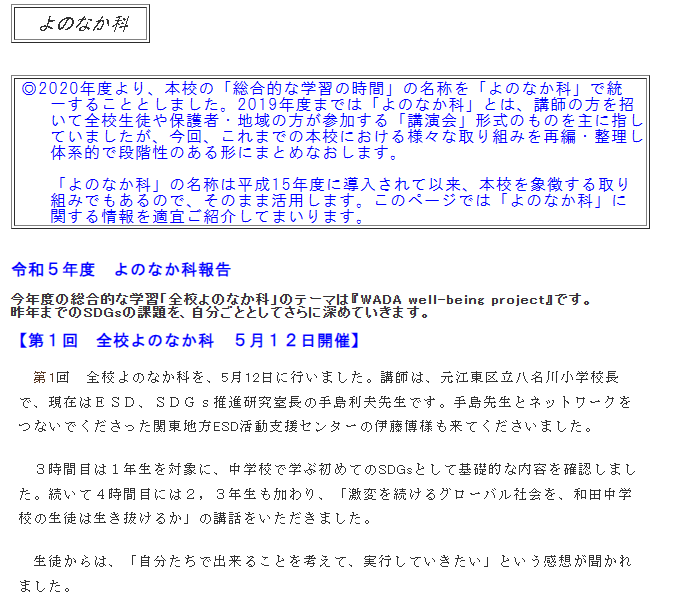 よのなか科
◎2020年度より、本校の「総合的な学習の時間」の名称を「よのなか科」で統
一することとしました。2019年度までは「よのなか科」とは、講師の方を招
いて全校生徒や保護者・地域の方が参加する「講演会」形式のものを主に指し
ていましたが、今回、これまでの本校における様々な取り組みを再編・整理し
体系的で段階性のある形にまとめなおします。
「よのなか科」の名称は平成15年度に導入されて以来、本校を象徴する取り
組みでもあるので、そのまま活用します。このページでは「よのなか科」に
関する情報を適宜ご紹介してまいります。
令和５年度　よのなか科報告
今年度の総合的な学習「全校よのなか科」のテーマは『WADA well-being project』です。
昨年までのSDGsの課題を、自分ごととしてさらに深めていきます。
【第１回　全校よのなか科　５月１２日開催】
第1回　全校よのなか科を、5月12日に行いました。講師は、元江東区立八名川小学校長
で、現在はＥＳＤ、ＳＤＧｓ推進研究室長の手島利夫先生です。手島先生とネットワークを
つないでくださった関東地方ESD活動支援センターの伊藤博様も来てくださいました。
３時間目は１年生を対象に、中学校で学ぶ初めてのSDGsとして基礎的な内容を確認しまし
た。続いて４時間目には２，３年生も加わり、「激変を続けるグローバル社会を、和田中学
校の生徒は生き抜けるか」の講話をいただきました。
生徒からは、「自分たちで出来ることを考えて、実行していきたい」という感想が聞かれ
ました。